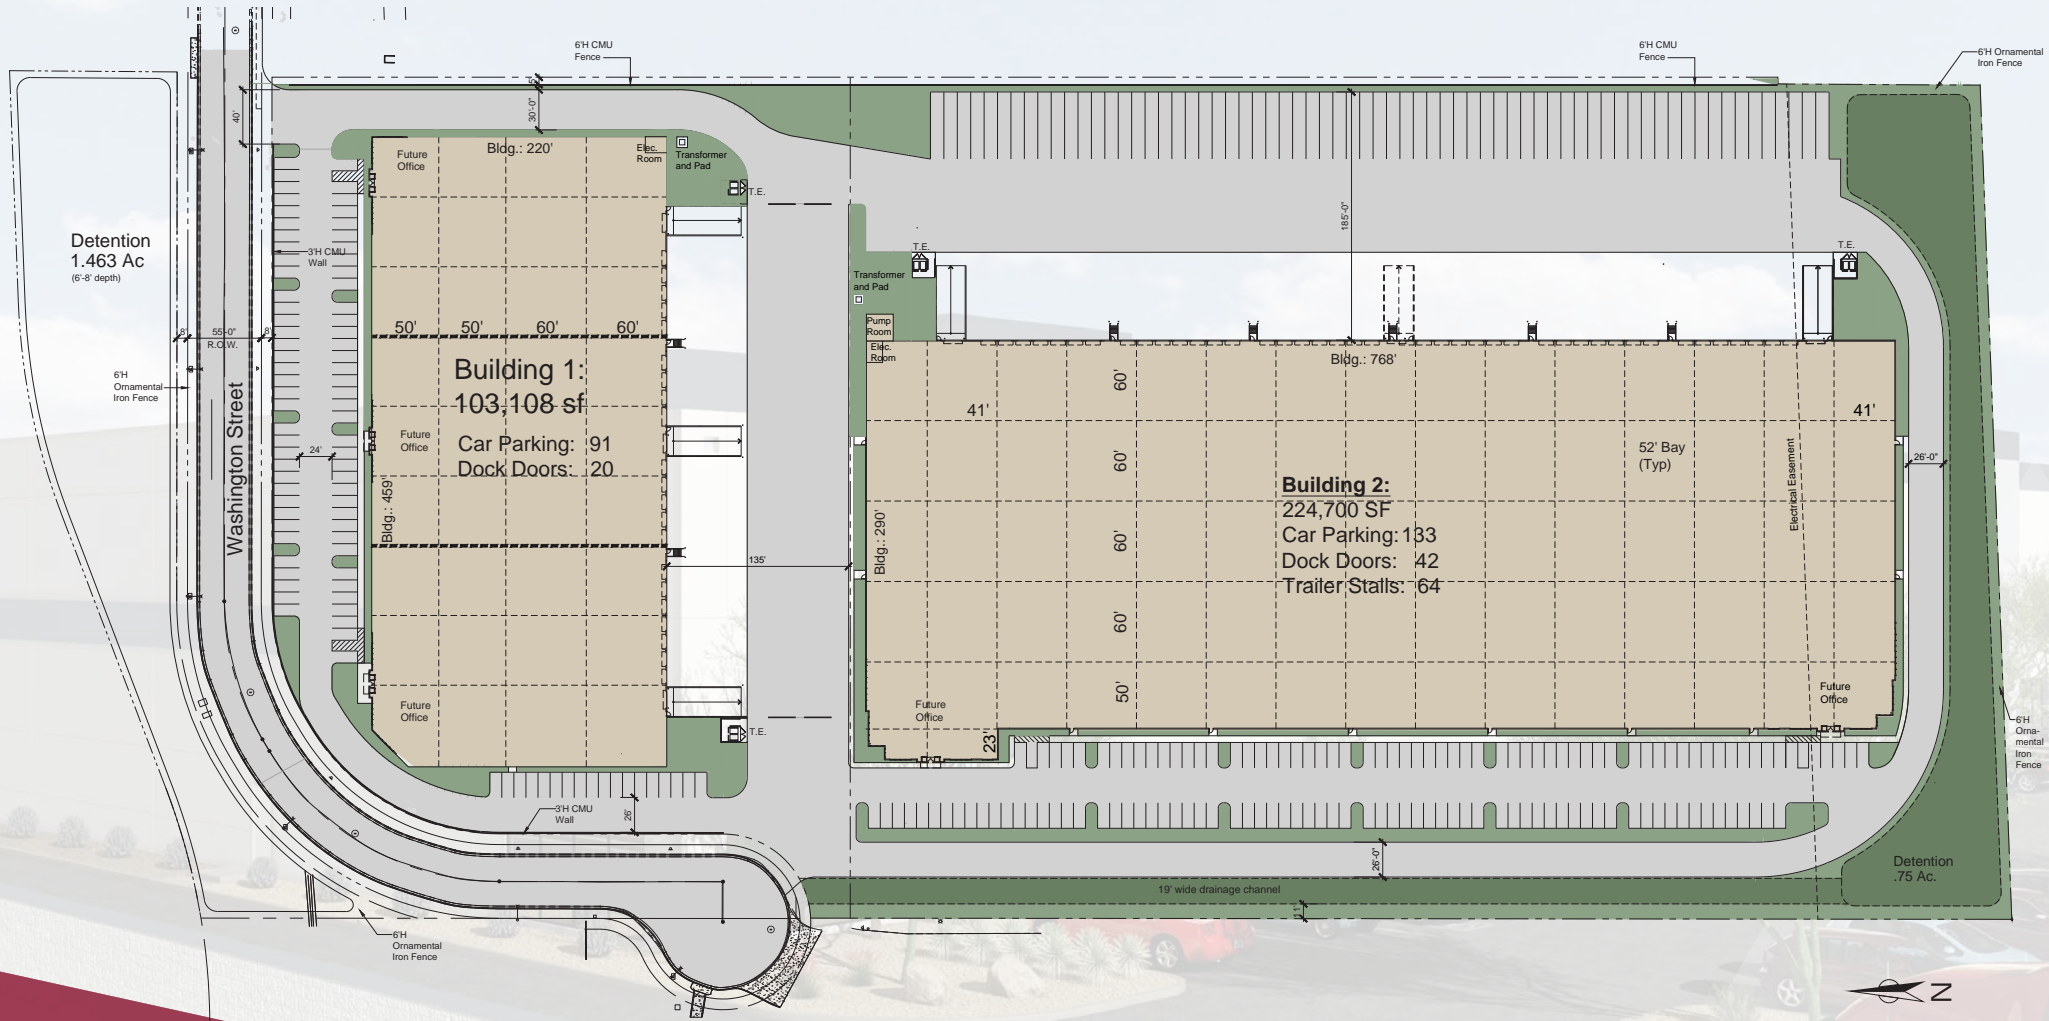 6'H CMU
Fence
6'H CMU
Fence
6'H Ornamental
Iron Fence
5'
30'-0"
40'
Future
Office
Bldg.: 220'
Elec.
Room
Transformer
and Pad
T.E.
Detention
1.463 Ac
(6'-8' depth)
3'H CMU
Wall
185'-0"
T.E.
T.E.
Transformer
and Pad
Pump
Room
Elec.
Room
8'
55'-0"
R.O.W.
8'
50'
50'
60'
60'
Bldg.: 768'
6'H
Ornamental
Iron Fence
Washington Street
Building 1:
103,108 sf
Car Parking: 91
Dock Doors: 20
Future
Office
24'
Bldg.: 459'
135'
60'
41'
41'
60'
52' Bay
(Typ)
Electrical Easement
26'-0"
Building 2:
224,700 SF
Car Parking: 133
Dock Doors: 42
Trailer Stalls: 64
Bldg.: 290'
60'
60'
50'
Future
Office
Future
Office
Future
Office
23'
T.E.
6'H
Orna-
mental
Iron
Fence
3'H CMU
Wall
26'
26'-0"
Detention
.75 Ac.
19' wide drainage channel
11'
6'H
Ornamental
Iron Fence
N